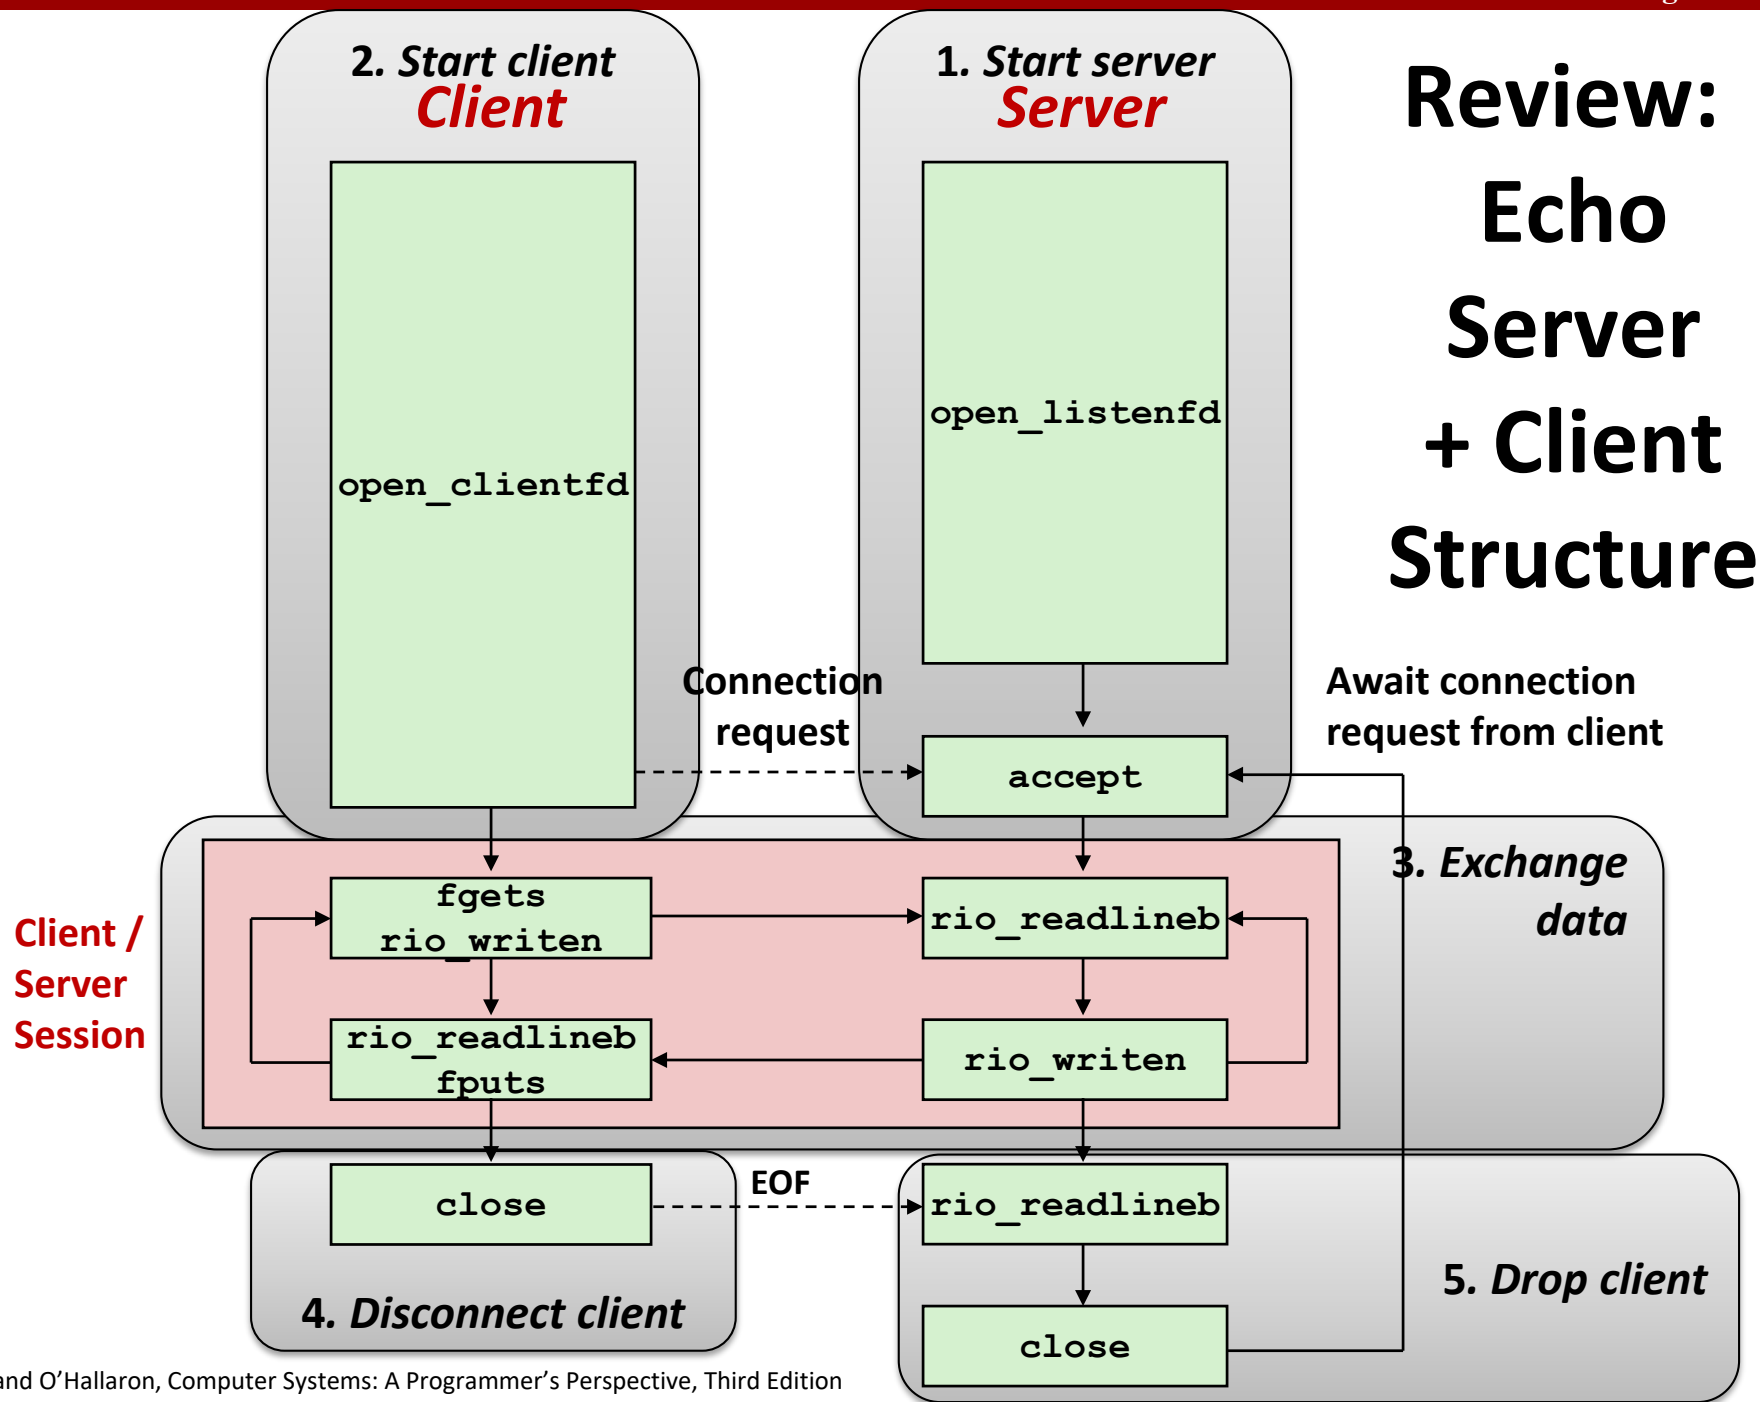 2. Start client
Client
1. Start server
Server
Review:
Echo
Server
+ Client
Structure
open_listenfd
open_clientfd
Connection
request
Await connection
request from client
accept
3. Exchange
data
Client /
Server
Session
fgets
rio_writen
rio_readlineb
rio_readlineb
fputs
rio_writen
close
EOF
rio_readlineb
4. Disconnect client
5. Drop client
close
and O'Hallaron, Computer Systems: A Programmer's Perspective, Third Edition